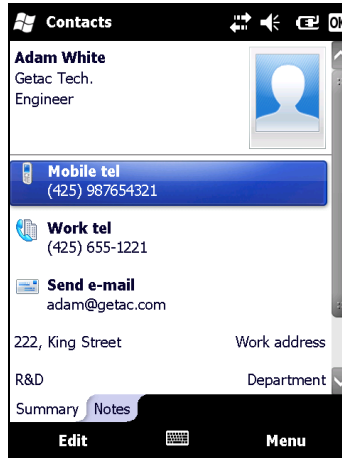 Contacts
OK
Adam White
Getac Tech.
Engineer
Mobile tel
(425) 987654321
Work tel
(425) 655-1221
Send e-mail
adam@getac.com
222, King Street Work address
R&D Department
Summary Notes
Edit Menu